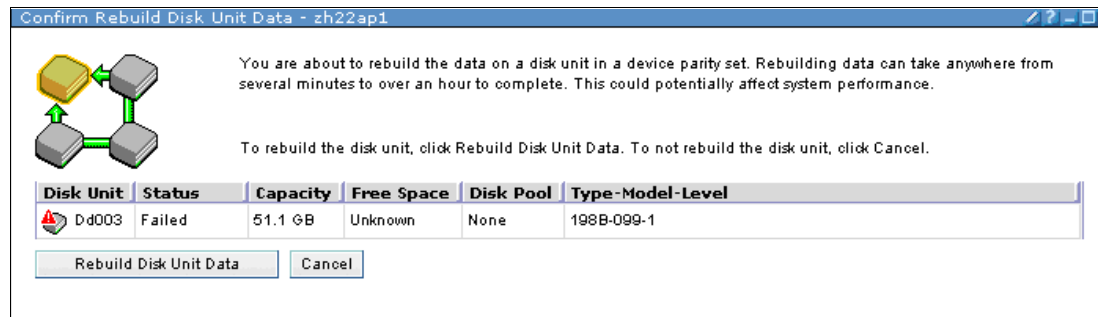 Confirm Rebuild Disk Unit Data - zh22ap1
You are about to rebuild the data on a disk unit in a device parity set. Rebuilding data can take anywhere from
several minutes to over an hour to complete. This could potentially affect system performance.
To rebuild the disk unit, click Rebuild Disk Unit Data. To not rebuild the disk unit, click Cancel.
Disk Unit Status Capacity Free Space Disk Pool Type-Model-Level
Dd003 Failed 51.1 GB Unknown None 198B-099-1
Rebuild Disk Unit Data Cancel